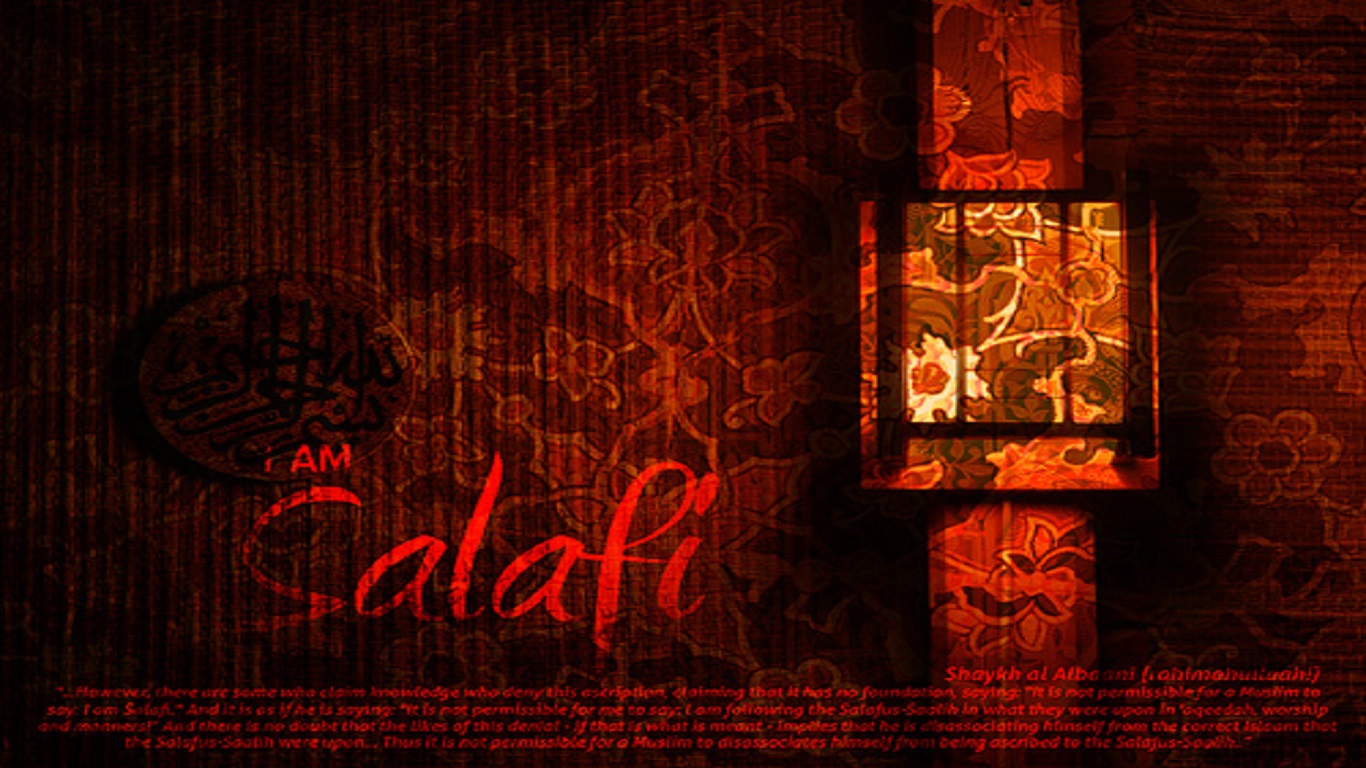 i AM
Salafi
Shaykh al Albaani (rahimahullaah!)
"...However, there are some who claim knowledge who deny this ascription, claiming that it has no foundation, saying: "It is not permissible for a Muslim to
say: I am Salafi." And it is as if he is saying: "It is not permissible for me to say: I am following the Salafus-Saalih in what they were upon in 'aqeedah, worship
and manners!" And there is no doubt that the likes of this denial - if that is what is meant - implies that he is disassociating himself from the correct Islaam that
the Salafus-Saalih were upon... Thus it is not permissible for a Muslim to disassociates himself from being ascribed to the Salafus-Saalih..."